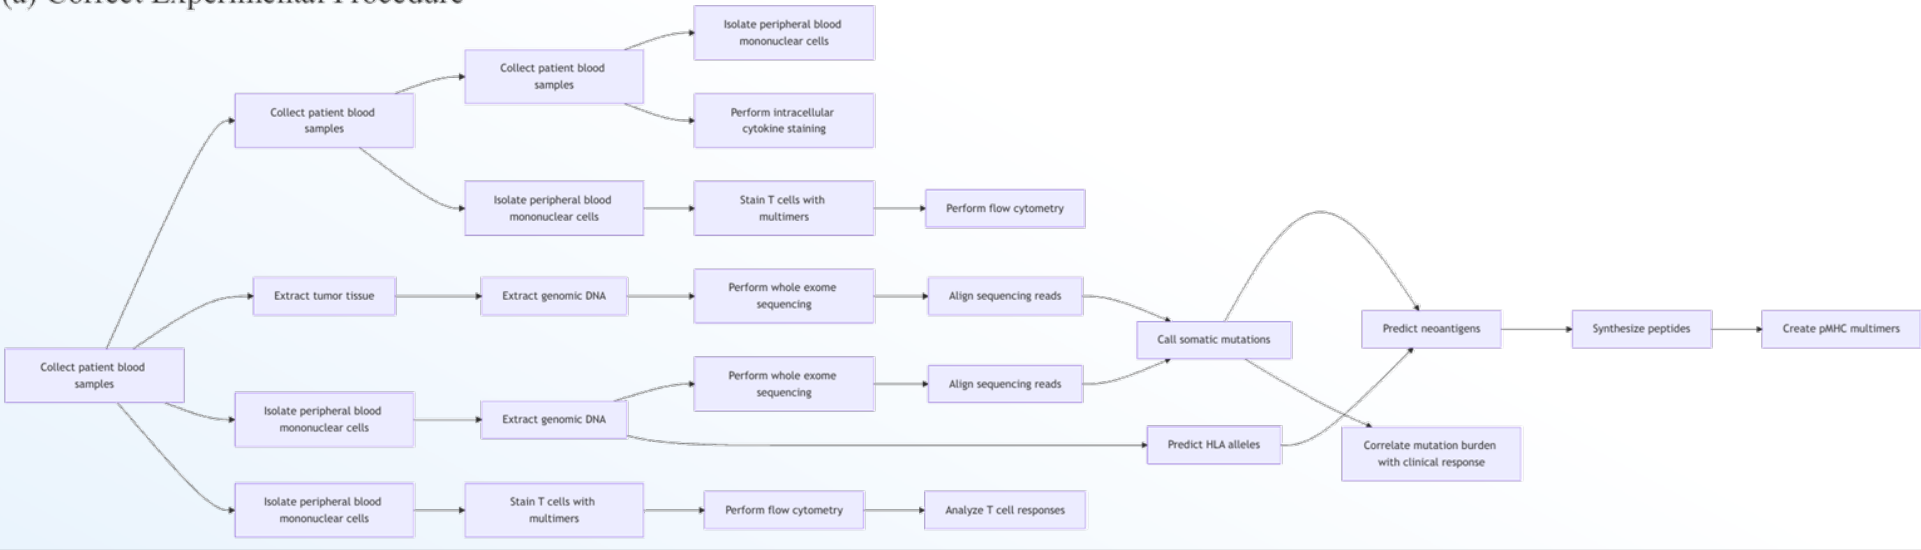 (a) Correct Experimental Procedure
Isolate peripheral blood
mononuclear cells
Collect patient blood
samples
Collect patient blood
samples
Perform intracellular
cytokine staining
Isolate peripheral blood
mononuclear cells
Stain T cells with
multimers
Perform flow cytometry
Extract tumor tissue
Extract genomic DNA
Perform whole exome
sequencing
Align sequencing reads
Call somatic mutations
Predict neoantigens
Synthesize peptides
Create pMHC multimers
Collect patient blood
samples
Perform whole exome
sequencing
Align sequencing reads
Isolate peripheral blood
mononuclear cells
Extract genomic DNA
Predict HLA alleles
Correlate mutation burden
with clinical response
Isolate peripheral blood
mononuclear cells
Stain T cells with
multimers
Perform flow cytometry
Analyze T cell responses